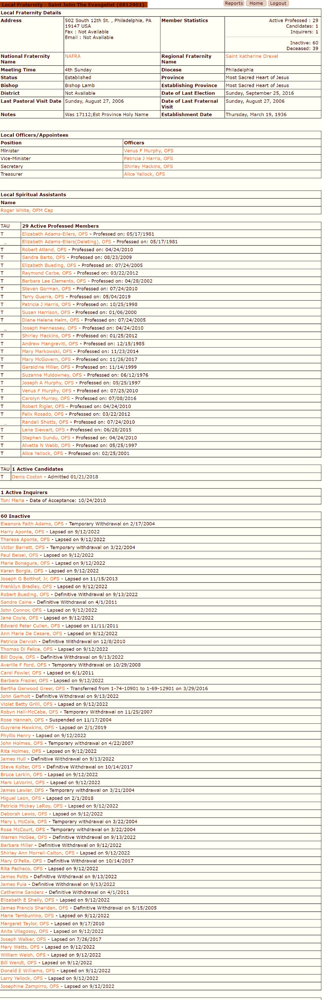 Local Fraternity - Saint John The Evangelist (6912901)
Reports Home Logout
Local Fraternity Details
Address 502 South 12th St. , Philadelphia, PA Member Statistics Active Professed : 29
19147 USA Candidates: 1
Fax : Not Available Inquirers: 1
Email : Not Available
Inactive: 60
Deceased: 39
National Fraternity NAFRA Regional Fraternity Saint Katharine Drexel
Name Name
Meeting Time 4th Sunday Diocese Philadelphia
Status Established Province Most Sacred Heart of Jesus
Bishop Bishop Lamb Establishing Province Most Sacred Heart of Jesus
District Not Available Date of Last Election Sunday, September 25, 2016
Last Pastoral Visit Date Sunday, August 27, 2006 Date of Last Fraternal Sunday, August 27, 2006
Visit
Notes Was 17112;Est Province Holy Name Establishment Date Thursday, March 19, 1936
Local Officers/Appointees
Position Officers
Minister Venus F Murphy, OFS
Vice-Minister Patricia J Harris, OFS
Secretary Shirley Mackins, OFS
Treasurer Alice Yellock, OFS
Local Spiritual Assistants
Name
Roger White, OFM Cap
TAU 29 Active Professed Members
T Elizabeth Adams-Eilers, OFS - Professed on: 05/17/1981
_ Elizabeth Adams-Eilers(Deleting), OFS - Professed on: 05/17/1981
T Robert Atland, OFS - Professed on: 04/24/2010
T Sandra Barto, OFS - Professed on: 08/23/2009
T Elizabeth Bueding, OFS - Professed on: 07/24/2005
T Raymond Carbe, OFS - Professed on: 03/22/2012
T Barbara Lee Clements, OFS - Professed on: 04/28/2002
T Steven Gorman, OFS - Professed on: 07/24/2010
T Terry Guerra, OFS - Professed on: 05/04/2019
T Patricia J Harris, OFS - Professed on: 10/25/1998
T Susan Harrison, OFS - Professed on: 01/06/2000
T Diane Helene Helm, OFS - Professed on: 07/24/2005
_ Joseph Hennessey, OFS - Professed on: 04/24/2010
T Shirley Mackins, OFS - Professed on: 01/25/2012
T Andrew Mangraviti, OFS - Professed on: 12/15/1985
T Mary Markowski, OFS - Professed on: 11/23/2014
T Mary McGovern, OFS - Professed on: 11/26/2017
T Geraldine Miller, OFS - Professed on: 11/14/1999
T Suzanne Muldowney, OFS - Professed on: 06/12/1976
T Joseph A Murphy, OFS - Professed on: 05/25/1997
T Venus F Murphy, OFS - Professed on: 07/25/2010
T Carolyn Murray, OFS - Professed on: 07/08/2016
T Robert Rigler, OFS - Professed on: 04/24/2010
T Felix Rosado, OFS - Professed on: 03/22/2012
_ Randall Shotts, OFS - Professed on: 07/24/2010
T Lena Siewart, OFS - Professed on: 06/28/2015
T Stephen Sundu, OFS - Professed on: 04/24/2010
T Alvetta N Webb, OFS - Professed on: 05/25/1997
T Alice Yellock, OFS - Professed on: 02/25/2001
TAU 1 Active Candidates
T Denis Coston - Admitted 01/21/2018
1 Active Inquirers
Toni Maria - Date of Acceptance: 10/24/2010
60 Inactive
Eleanora Faith Adams, OFS - Temporary Withdrawal on 2/17/2004
Harry Aponte, OFS - Lapsed on 9/12/2022
Theresa Aponte, OFS - Lapsed on 9/12/2022
Victor Barrett, OFS - Temporary withdrawal on 3/22/2004
Paul Beisel, OFS - Lapsed on 9/12/2022
Marie Bonagura, OFS - Lapsed on 9/12/2022
Karen Borgia, OFS - Lapsed on 9/12/2022
Joseph G Botthof, Jr, OFS - Lapsed on 11/15/2013
Franklyn Bradley, OFS - Lapsed on 9/12/2022
Robert Bueding, OFS - Definitive Withdrawal on 9/13/2022
Sandra Caine - Definitive Withdrawal on 4/1/2011
John Connor, OFS - Lapsed on 9/12/2022
Jane Coyle, OFS - Lapsed on 9/12/2022
Edward Peter Cullen, OFS - Lapsed on 11/11/2011
Ann Marie De Cesare, OFS - Lapsed on 9/12/2022
Patricia Dervish - Definitive Withdrawal on 12/8/2010
Thomas Di Felice, OFS - Lapsed on 9/12/2022
Bill Doyle, OFS - Definitive Withdrawal on 9/13/2022
Averille F Ford, OFS - Temporary Withdrawal on 10/29/2008
Carol Fowler, OFS - Lapsed on 6/1/2011
Barbara Frazier, OFS - Lapsed on 9/12/2022
Bertha Garwood Greer, OFS - Transferred from 1-74-10901 to 1-69-12901 on 3/29/2016
John Gerholt - Definitive Withdrawal on 9/13/2022
Violet Betty Grilli, OFS - Lapsed on 9/12/2022
Robyn Hall-McCabe, OFS - Temporary Withdrawal on 11/25/2007
Rose Hannah, OFS - Suspended on 11/17/2004
Guyrene Hawkins, OFS - Lapsed on 2/1/2019
Phyllis Henry - Lapsed on 9/12/2022
John Holmes, OFS - Temporary withdrawal on 4/22/2007
Rita Holmes, OFS - Lapsed on 9/12/2022
James Hull - Definitive Withdrawal on 9/13/2022
Steve Kolter, OFS - Definitive Withdrawal on 10/14/2017
Bruce Larkin, OFS - Lapsed on 9/12/2022
Mark LaVorini, OFS - Lapsed on 9/12/2022
James Lawler, OFS - Temporary withdrawal on 3/21/2004
Miguel Leon, OFS - Lapsed on 2/1/2018
Patricia Mickey LeRoy, OFS - Lapsed on 9/12/2022
Deborah Lewis, OFS - Lapsed on 9/12/2022
Mary L McCole, OFS - Temporary withdrawal on 3/22/2004
Rose McCourt, OFS - Temporary withdrawal on 3/22/2004
Warren McGee, OFS - Definitive Withdrawal on 9/13/2022
Barbara Miller - Definitive Withdrawal on 9/12/2022
Shirley Ann Morrell-Calton, OFS - Lapsed on 9/12/2022
Mary O'Pella, OFS - Definitive Withdrawal on 10/14/2017
Rita Pacheco, OFS - Lapsed on 9/12/2022
James Potts - Definitive Withdrawal on 9/13/2022
James Puia - Definitive Withdrawal on 9/13/2022
Catherine Sanders - Definitive Withdrawal on 4/1/2011
Elizabeth E Shelly, OFS - Lapsed on 9/12/2022
James Francis Sheridan, OFS - Definitive Withdrawal on 5/15/2005
Marie Tamburrino, OFS - Lapsed on 9/12/2022
Margaret Taylor, OFS - Lapsed on 9/17/2010
Anita Vilagossy, OFS - Lapsed on 9/12/2022
Joseph Walker, OFS - Lapsed on 7/26/2017
Mary Watts, OFS - Lapsed on 9/12/2022
William Welsh, OFS - Lapsed on 9/12/2022
Bill Wendt, OFS - Lapsed on 9/12/2022
Donald E Williams, OFS - Lapsed on 9/12/2022
Larry Yellock, OFS - Lapsed on 9/12/2022
Josephine Zampirro, OFS - Lapsed on 9/12/2022